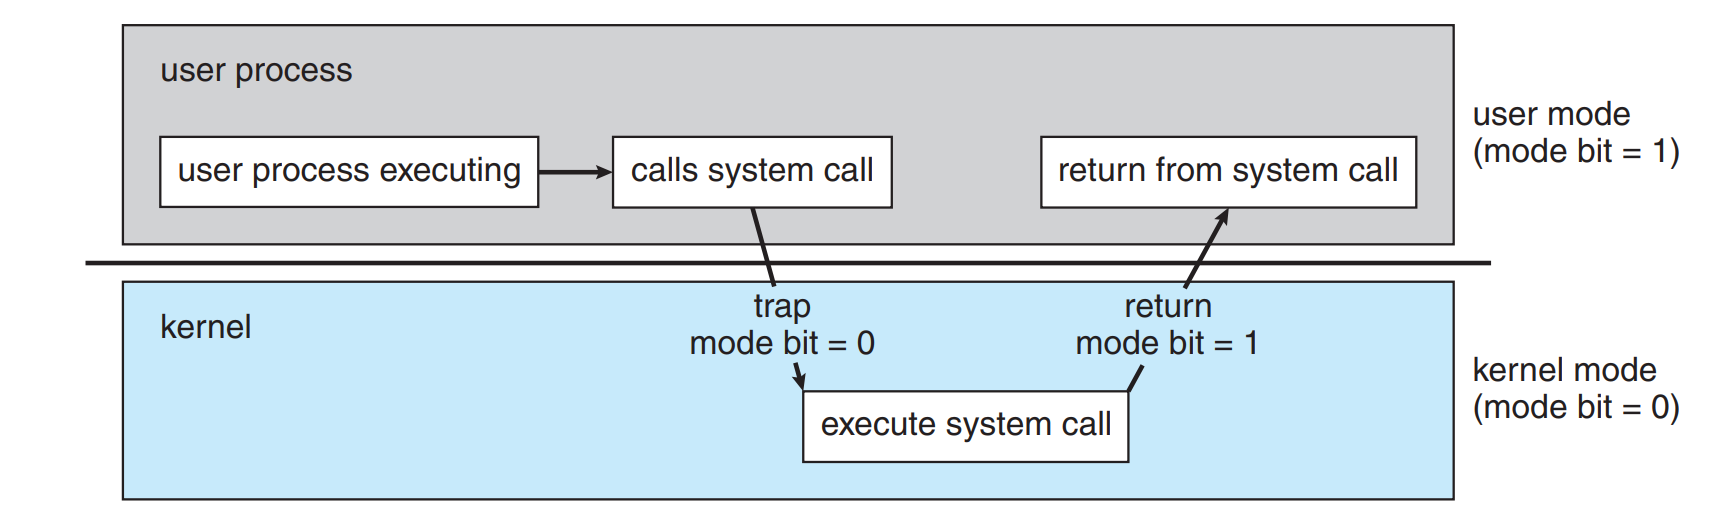 user process
user process executing
calls system call
return from system call
user mode
(mode bit = 1)
kernel
trap
mode bit = 0
return
mode bit = 1
execute system call
kernel mode
(mode bit = 0)